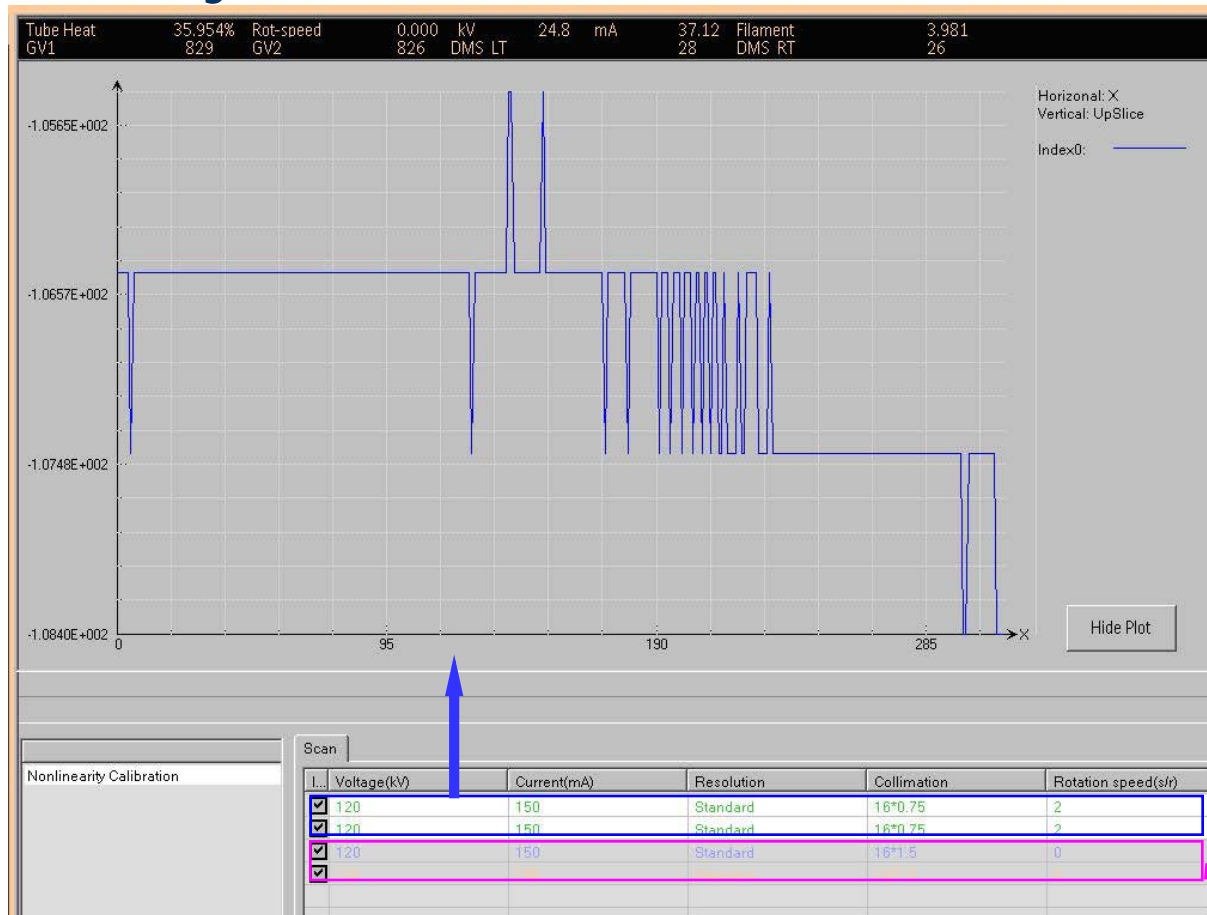 Tube Heat 35.954% Rot-speed 0.000 kV 24.8 mA 37.12 Filament 3.981
GV1 829 GV2 826 DMS LT 28 DMS RT 26
Horizonal: X
Vertical: UpSlice
Index0:
-1.0565E+002
-1.0657E+002
-1.0748E+002
-1.0840E+002
0 95 190 285 X
Hide Plot
Scan
Nonlinearity Calibration
I... Voltage(kV) Current(mA) Resolution Collimation Rotation speed(s/r)
120 150 Standard 16*0.75 2
120 150 Standard 16*0.75 2
120 150 Standard 16*1.5 0